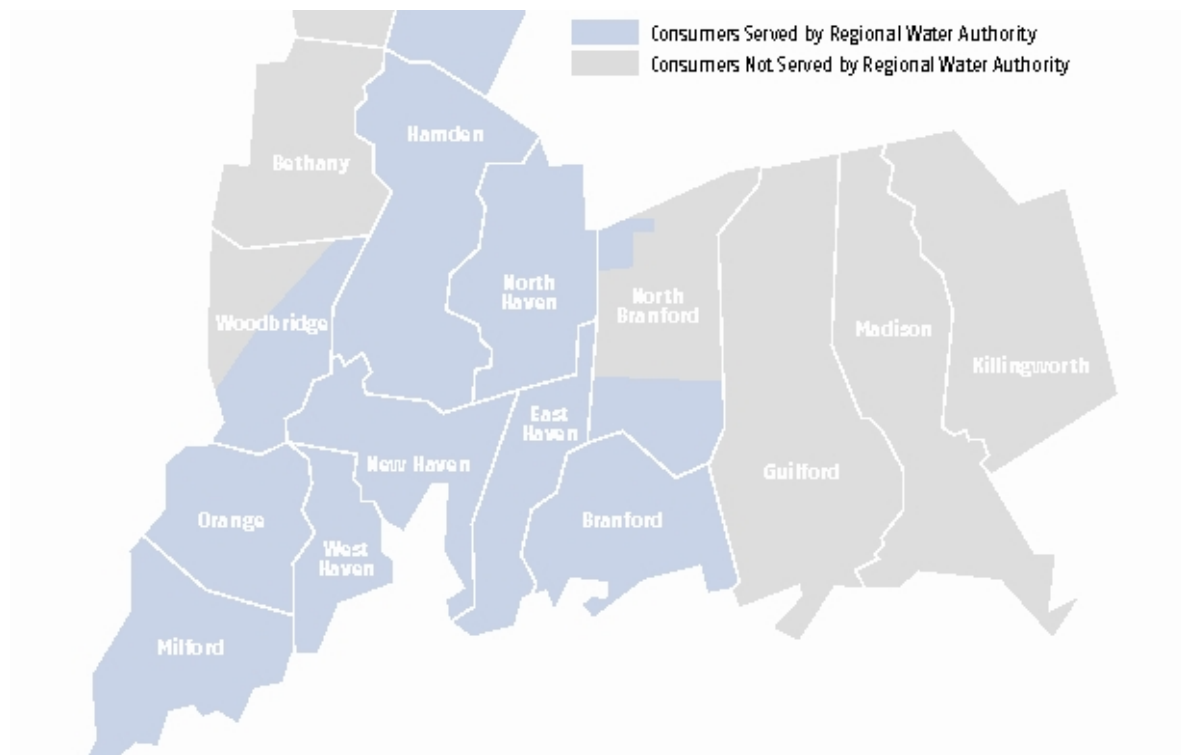 Consumers Served by Regional Water Authority
Consumers Not Served by Regional Water Authority
Hamden
Bethany
North
Haven
North
Branford
Woodbridge
Madison
Killingworth
East
Haven
New Haven
Guilford
Orange
Branford
West
Haven
Milford